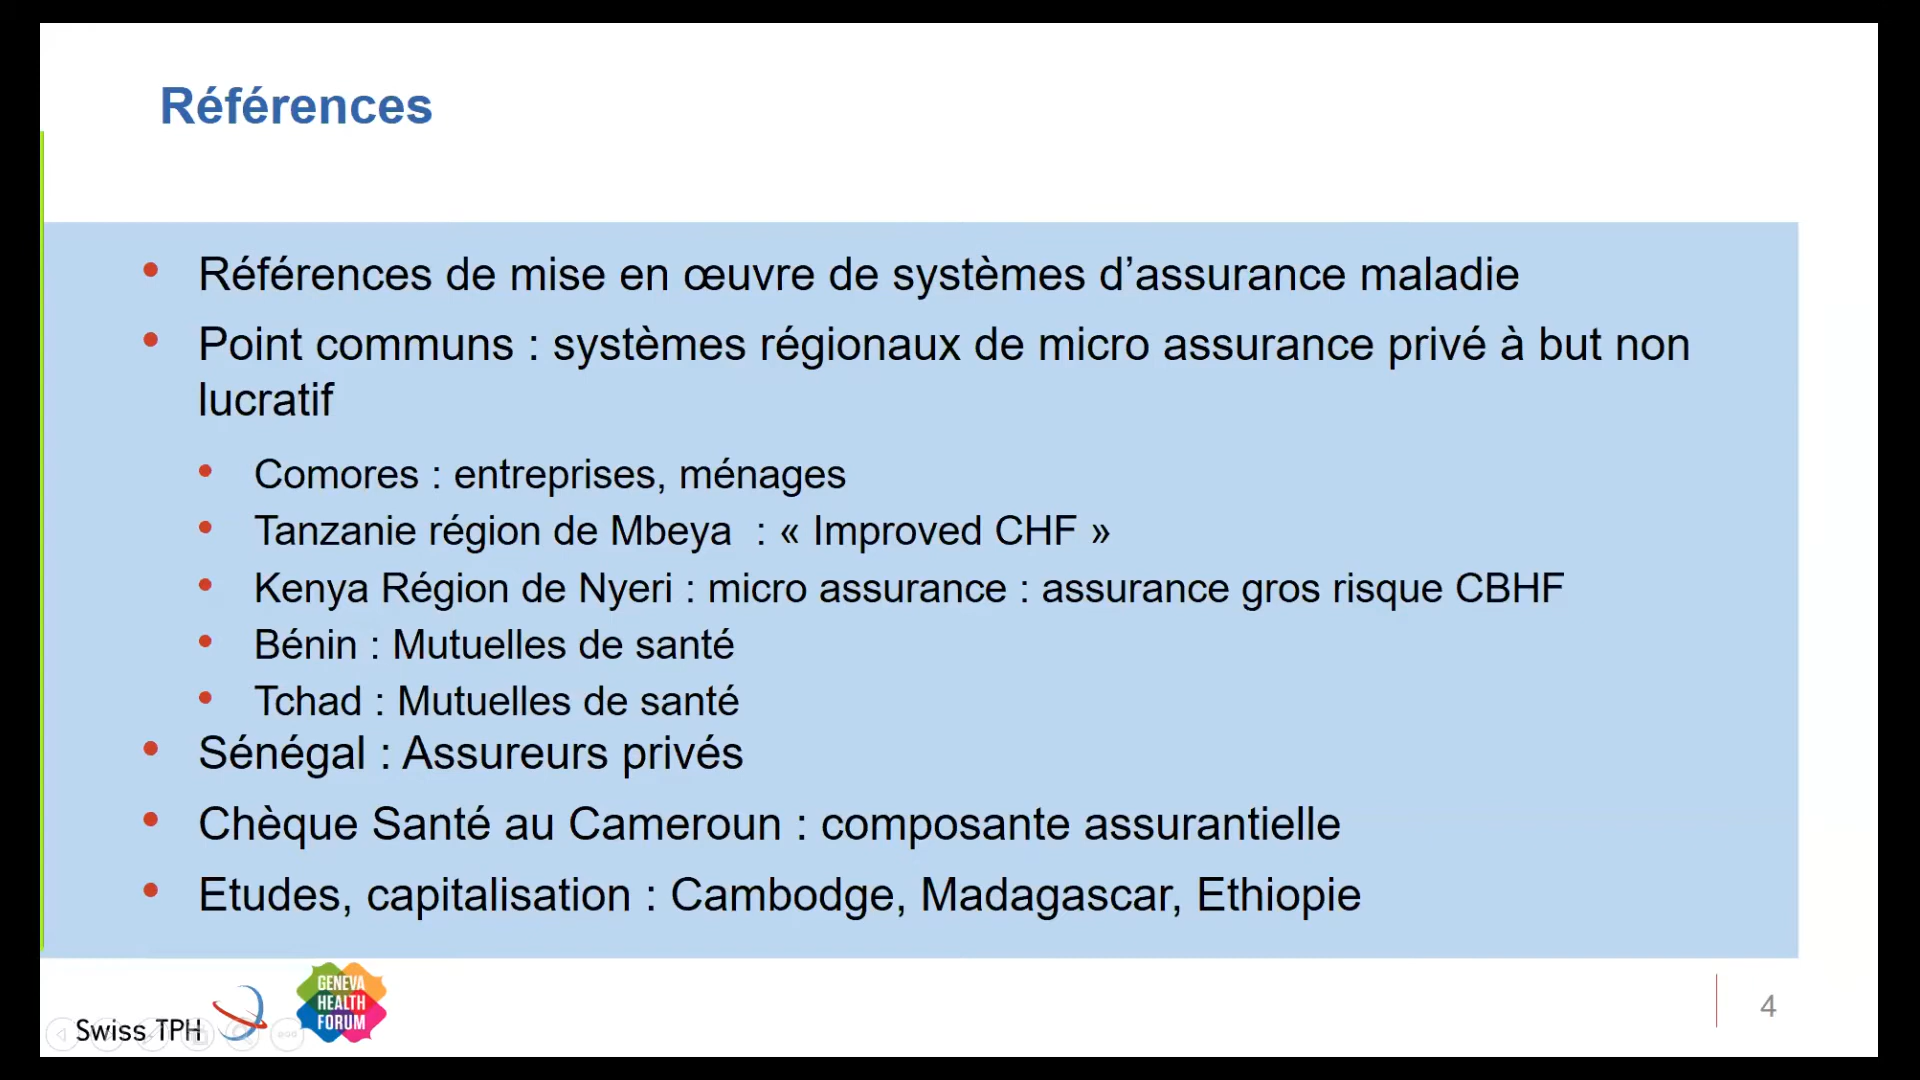 Références
• Références de mise en œuvre de systèmes d’assurance maladie
• Point communs : systèmes régionaux de micro assurance privé à but non
lucratif
• Comores : entreprises, ménages
• Tanzanie région de Mbeya  : « Improved CHF »
• Kenya Région de Nyeri : micro assurance : assurance gros risque CBHF
• Bénin : Mutuelles de santé
• Tchad : Mutuelles de santé
• Sénégal : Assureurs privés
• Chèque Santé au Cameroun : composante assurantielle
• Etudes, capitalisation : Cambodge, Madagascar, Ethiopie
Swiss TPH
GENEVA
HEALTH
FORUM
4